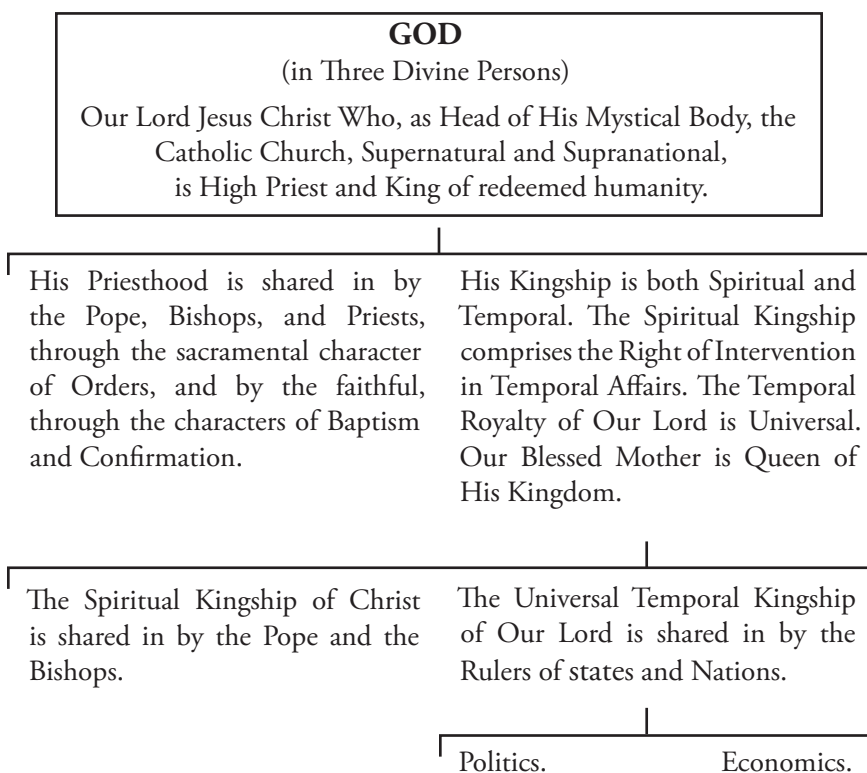 GOD
(in Three Divine Persons)
Our Lord Jesus Christ Who, as Head of His Mystical Body, the
Catholic Church, Supernatural and Supranational,
is High Priest and King of redeemed humanity.
His Priesthood is shared in by
the Pope, Bishops, and Priests,
through the sacramental character
of Orders, and by the faithful,
through the characters of Baptism
and Confirmation.
His Kingship is both Spiritual and
Temporal. The Spiritual Kingship
comprises the Right of Intervention
in Temporal Affairs. The Temporal
Royalty of Our Lord is Universal.
Our Blessed Mother is Queen of
His Kingdom.
The Spiritual Kingship of Christ
is shared in by the Pope and the
Bishops.
The Universal Temporal Kingship
of Our Lord is shared in by the
Rulers of states and Nations.
Politics.
Economics.